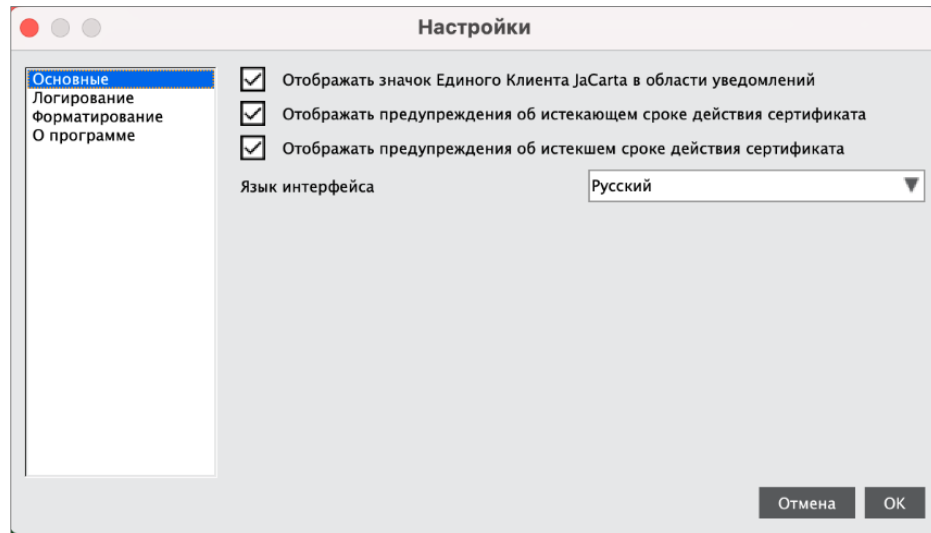 Настройки
Основные
Логирование
Форматирование
О программе
Отображать значок Единого Клиента JaCarta в области уведомлений
Отображать предупреждения об истекающем сроке действия сертификата
Отображать предупреждения об истекшем сроке действия сертификата
Язык интерфейса Русский
Отмена OK